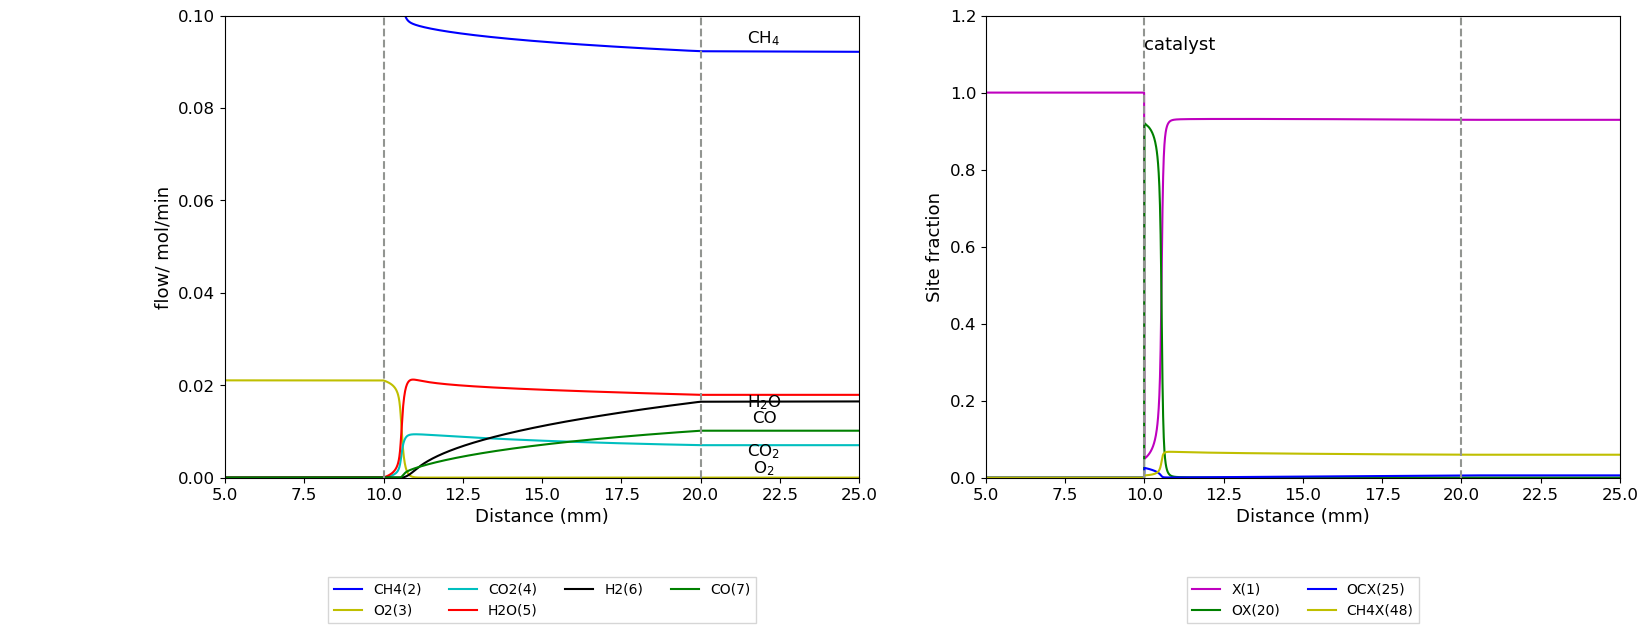 0.10
0.08
0.06
0.04
0.02
0.00
flow/ mol/min
CH₄
H₂O
CO
CO₂
O₂
5.0 7.5 10.0 12.5 15.0 17.5 20.0 22.5 25.0
Distance (mm)
CH4(2) CO2(4) H2(6) CO(7)
O2(3) H2O(5)
1.2
1.0
0.8
0.6
0.4
0.2
0.0
Site fraction
catalyst
5.0 7.5 10.0 12.5 15.0 17.5 20.0 22.5 25.0
Distance (mm)
X(1) OCX(25)
OX(20) CH4X(48)